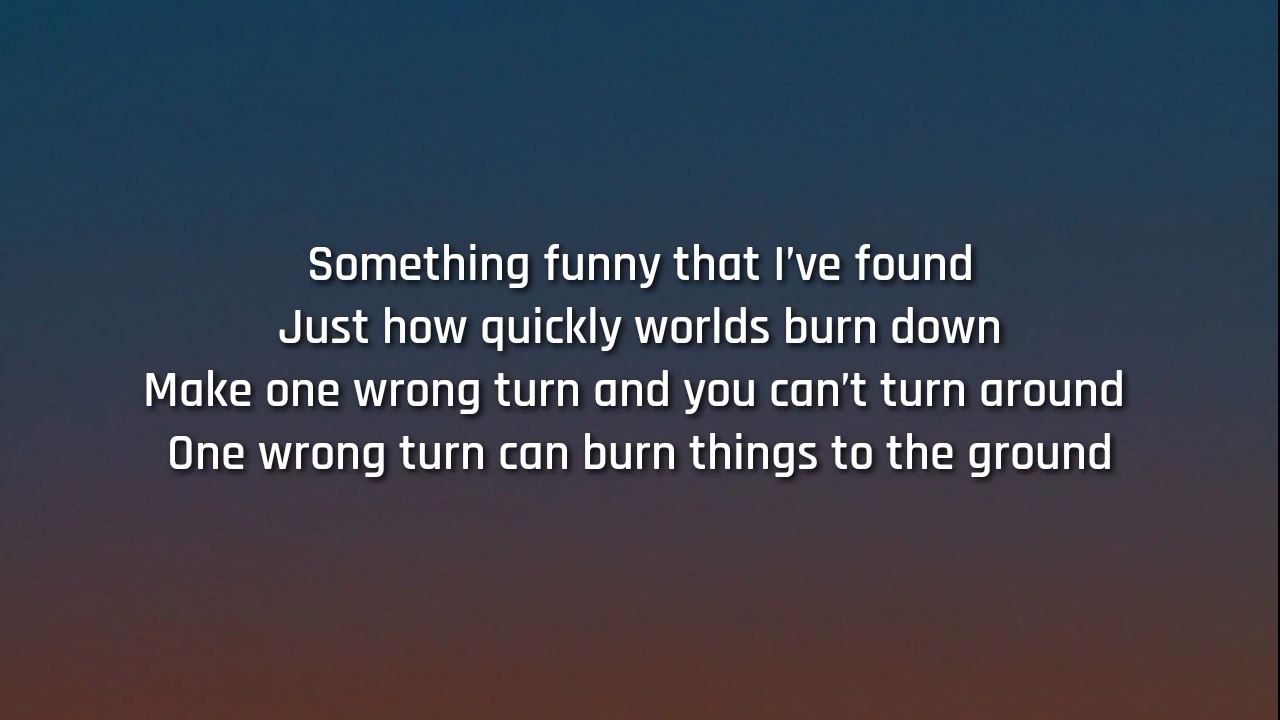 Something funny that I’ve found
Just how quickly worlds burn down
Make one wrong turn and you can’t turn around
One wrong turn can burn things to the ground